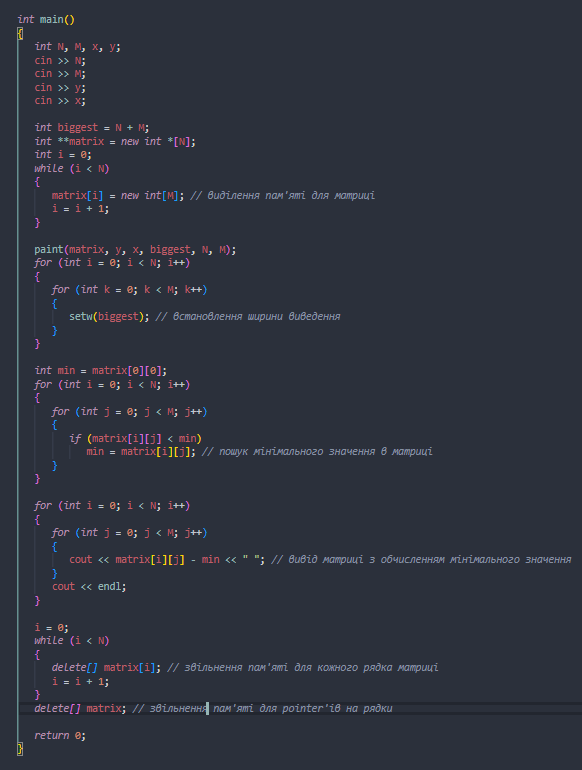 int main()
{
int N, M, x, y;
cin >> N;
cin >> M;
cin >> y;
cin >> x;
int biggest = N + M;
int **matrix = new int *[N];
int i = 0;
while (i < N)
{
matrix[i] = new int[M]; // виділення пам'яті для матриці
i = i + 1;
}
paint(matrix, y, x, biggest, N, M);
for (int i = 0; i < N; i++)
{
for (int k = 0; k < M; k++)
{
setw(biggest); // встановлення ширини виведення
}
}
int min = matrix[0][0];
for (int i = 0; i < N; i++)
{
for (int j = 0; j < M; j++)
{
if (matrix[i][j] < min)
min = matrix[i][j]; // пошук мінімального значення в матриці
}
}
for (int i = 0; i < N; i++)
{
for (int j = 0; j < M; j++)
{
cout << matrix[i][j] - min << " "; // вивід матриці з обчисленням мінімального значення
}
cout << endl;
}
i = 0;
while (i < N)
{
delete[] matrix[i]; // звільнення пам'яті для кожного рядка матриці
i = i + 1;
}
delete[] matrix; // звільнення пам'яті для pointer'ів на рядки
return 0;
}